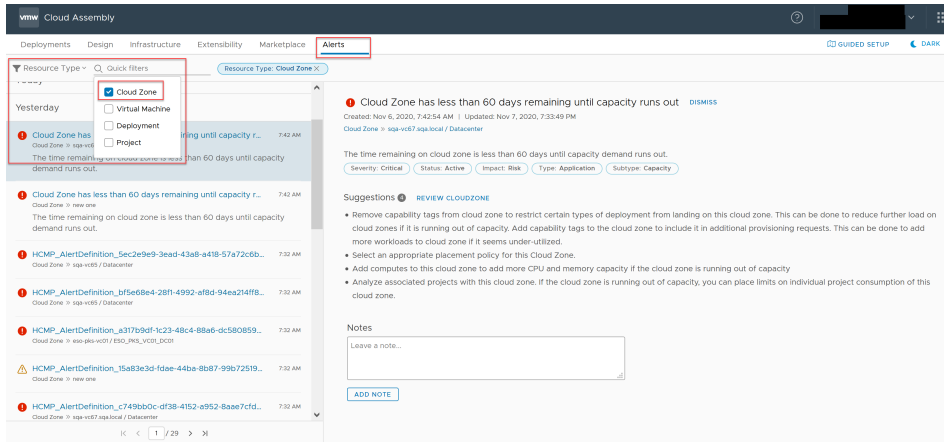 vmw Cloud Assembly
Deployments Design Infrastructure Extensibility Marketplace Alerts GUIDED SETUP DARK
Resource Type Quick filters Resource Type: Cloud Zone ×
Cloud Zone
Virtual Machine
Deployment
Project
Yesterday
Cloud Zone has ining until capacity r... 7:42 AM
Cloud Zone » sqa-vc6
The time remaining on cloud zone is less than 60 days until capacity
demand runs out.
Cloud Zone has less than 60 days remaining until capacity r... 7:42 AM
Cloud Zone » new one
The time remaining on cloud zone is less than 60 days until capacity
demand runs out.
HCMP_AlertDefinition_5ec2e9e9-3ead-43a8-a418-57a72c6b... 7:32 AM
Cloud Zone » sqa-vc65 / Datacenter
HCMP_AlertDefinition_bf5e68e4-28f1-4992-af8d-94ea214ff8... 7:32 AM
Cloud Zone » sqa-vc65 / Datacenter
HCMP_AlertDefinition_a317b9df-1c23-48c4-88a6-dc580859... 7:32 AM
Cloud Zone » eso-pks-vc01 / ESO_PKS_VC01_DC01
HCMP_AlertDefinition_15a83e3d-fdae-44ba-8b87-99b72519... 7:32 AM
Cloud Zone » new one
HCMP_AlertDefinition_c749bb0c-df38-4152-a952-8aae7cfd... 7:32 AM
Cloud Zone » sqa-vc67.sqa.local / Datacenter
1 / 29
Cloud Zone has less than 60 days remaining until capacity runs out DISMISS
Created: Nov 6, 2020, 7:42:54 AM | Updated: Nov 7, 2020, 7:33:49 PM
Cloud Zone » sqa-vc67.sqa.local / Datacenter
The time remaining on cloud zone is less than 60 days until capacity demand runs out.
Severity: Critical Status: Active Impact: Risk Type: Application Subtype: Capacity
Suggestions 4 REVIEW CLOUDZONE
• Remove capability tags from cloud zone to restrict certain types of deployment from landing on this cloud zone. This can be done to reduce further load on
cloud zones if it is running out of capacity. Add capability tags to the cloud zone to include it in additional provisioning requests. This can be done to add
more workloads to cloud zone if it seems under-utilized.
• Select an appropriate placement policy for this Cloud Zone.
• Add computes to this cloud zone to add more CPU and memory capacity if the cloud zone is running out of capacity
• Analyze associated projects with this cloud zone. If the cloud zone is running out of capacity, you can place limits on individual project consumption of this
cloud zone.
Notes
Leave a note...
ADD NOTE